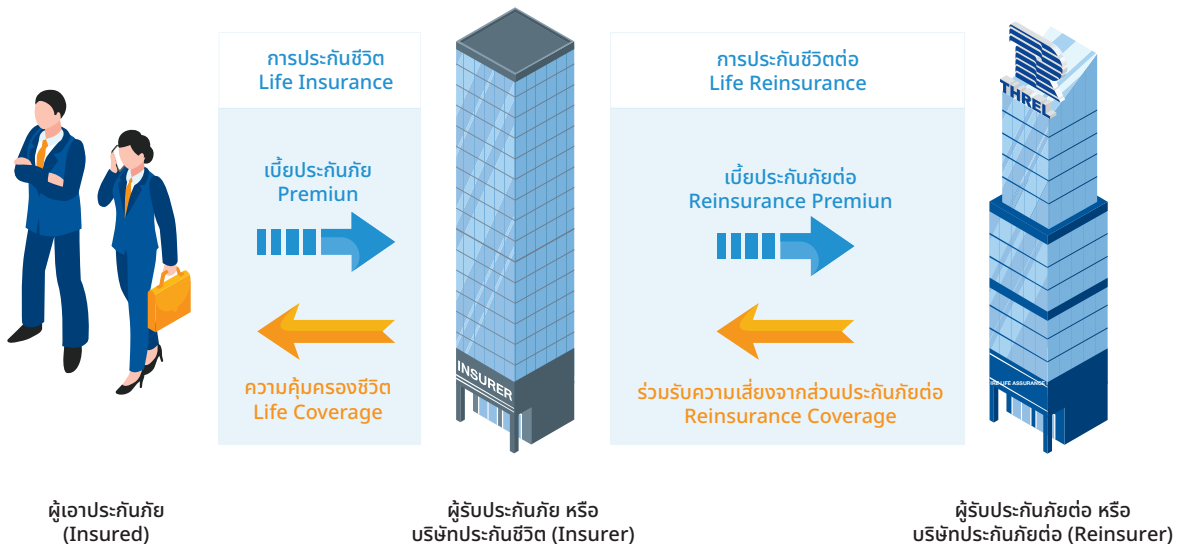 การประกันชีวิต
Life Insurance
การประกันชีวิตต่อ
Life Reinsurance
THREL
เบี้ยประกันภัย
Premiun
เบี้ยประกันภัยต่อ
Reinsurance Premiun
INSURER
ความคุ้มครองชีวิต
Life Coverage
ร่วมรับความเสี่ยงจากส่วนประกันภัยต่อ
Reinsurance Coverage
LIFE ASSURANCE
ผู้เอาประกันภัย
(Insured)
ผู้รับประกันภัย หรือ
บริษัทประกันชีวิต (Insurer)
ผู้รับประกันภัยต่อ หรือ
บริษัทประกันภัยต่อ (Reinsurer)